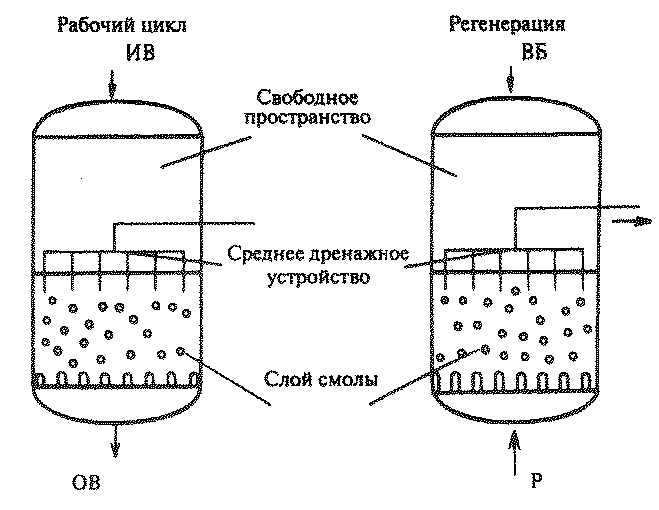 Рабочий цикл
ИВ
Регенерация
ВБ
Свободное
пространство
Среднее дренажное
устройство
Слой смолы
ОВ
Р